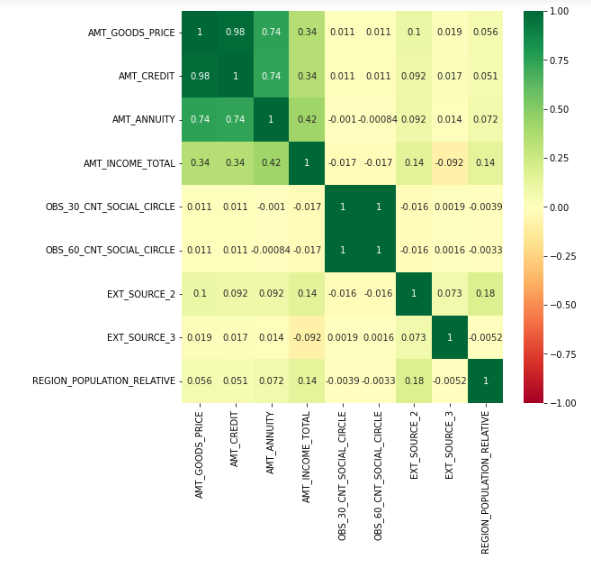 AMT_GOODS_PRICE 1 0.98 0.74 0.34 0.011 0.011 0.1 0.019 0.056
AMT_CREDIT 0.98 1 0.74 0.34 0.011 0.011 0.092 0.017 0.051
AMT_ANNUITY 0.74 0.74 1 0.42 -0.001 -0.00084 0.092 0.014 0.072
AMT_INCOME_TOTAL 0.34 0.34 0.42 1 -0.017 -0.017 0.14 -0.092 0.14
OBS_30_CNT_SOCIAL_CIRCLE 0.011 0.011 -0.001 -0.017 1 1 -0.016 0.0019 -0.0039
OBS_60_CNT_SOCIAL_CIRCLE 0.011 0.011 -0.00084 -0.017 1 1 -0.016 0.0016 -0.0033
EXT_SOURCE_2 0.1 0.092 0.092 0.14 -0.016 -0.016 1 0.073 0.18
EXT_SOURCE_3 0.019 0.017 0.014 -0.092 0.0019 0.0016 0.073 1 -0.0052
REGION_POPULATION_RELATIVE 0.056 0.051 0.072 0.14 -0.0039 -0.0033 0.18 -0.0052 1
AMT_GOODS_PRICE
AMT_CREDIT
AMT_ANNUITY
AMT_INCOME_TOTAL
OBS_30_CNT_SOCIAL_CIRCLE
OBS_60_CNT_SOCIAL_CIRCLE
EXT_SOURCE_2
EXT_SOURCE_3
REGION_POPULATION_RELATIVE
1.00
0.75
0.50
0.25
0.00
−0.25
−0.50
−0.75
−1.00